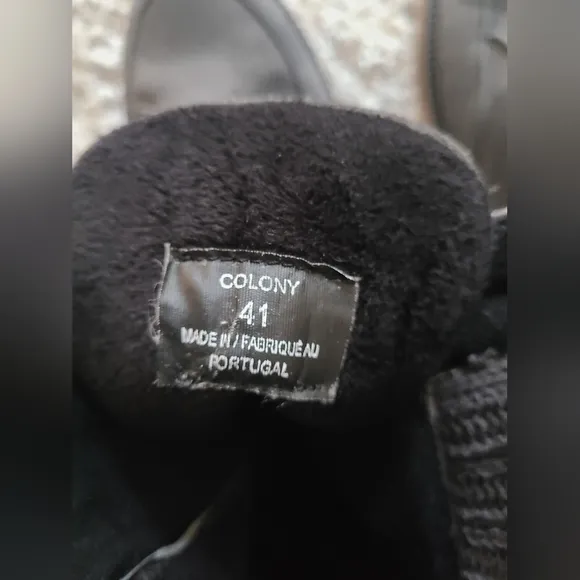 COLONY
41
MADE IN / FABRIQUÉ AU
PORTUGAL